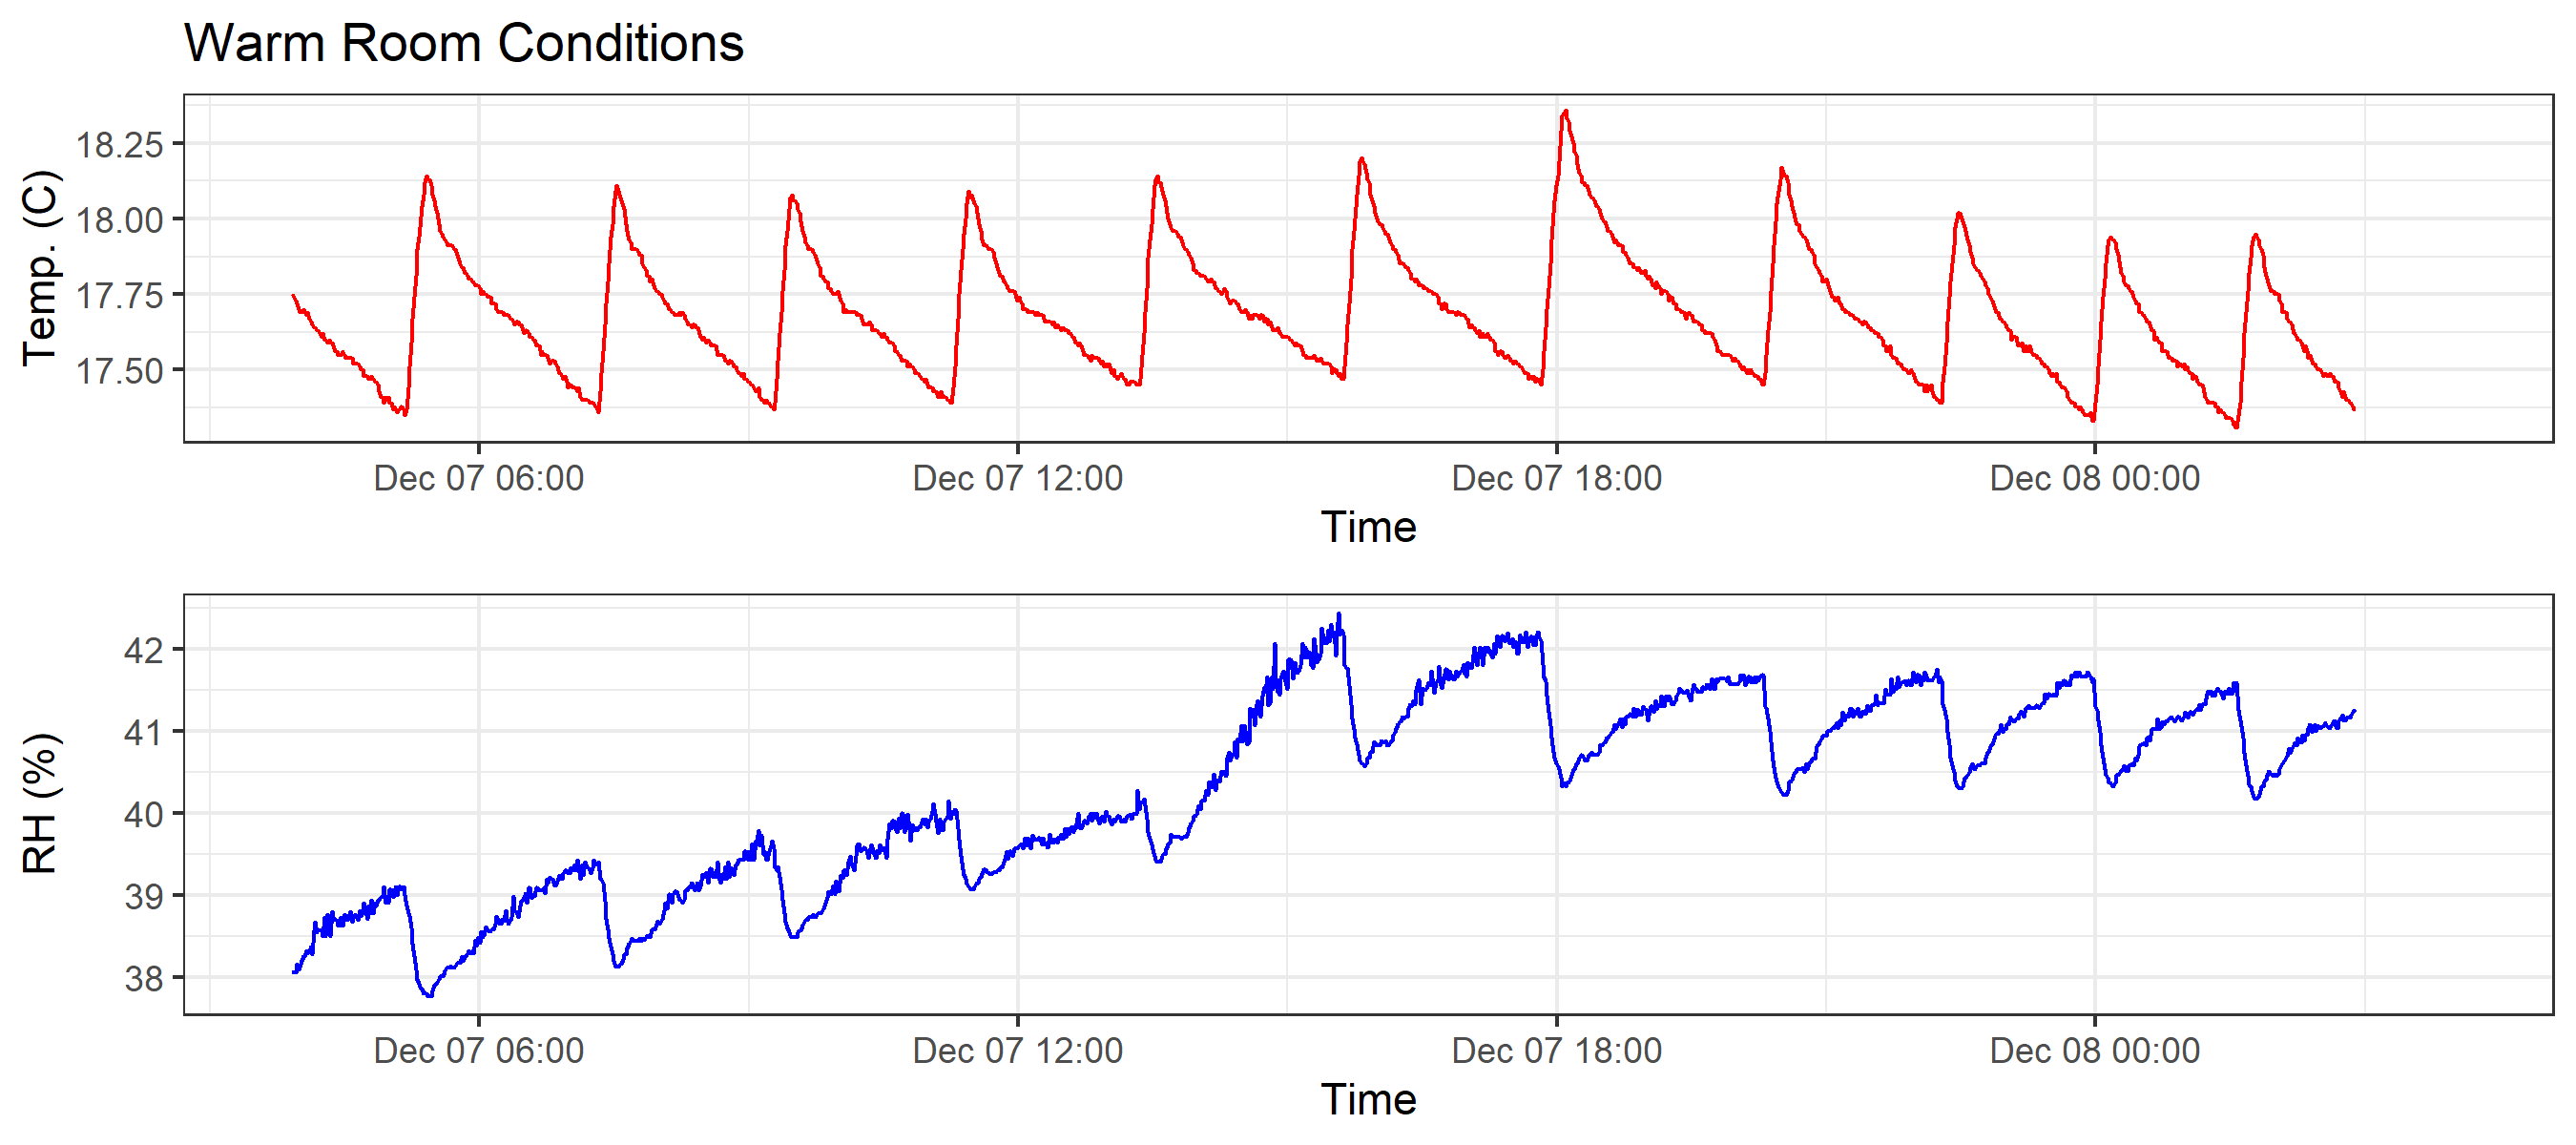 Warm Room Conditions
Temp. (C)
18.25
18.00
17.75
17.50
Dec 07 06:00 Dec 07 12:00 Dec 07 18:00 Dec 08 00:00
Time
RH (%)
42
41
40
39
38
Dec 07 06:00 Dec 07 12:00 Dec 07 18:00 Dec 08 00:00
Time